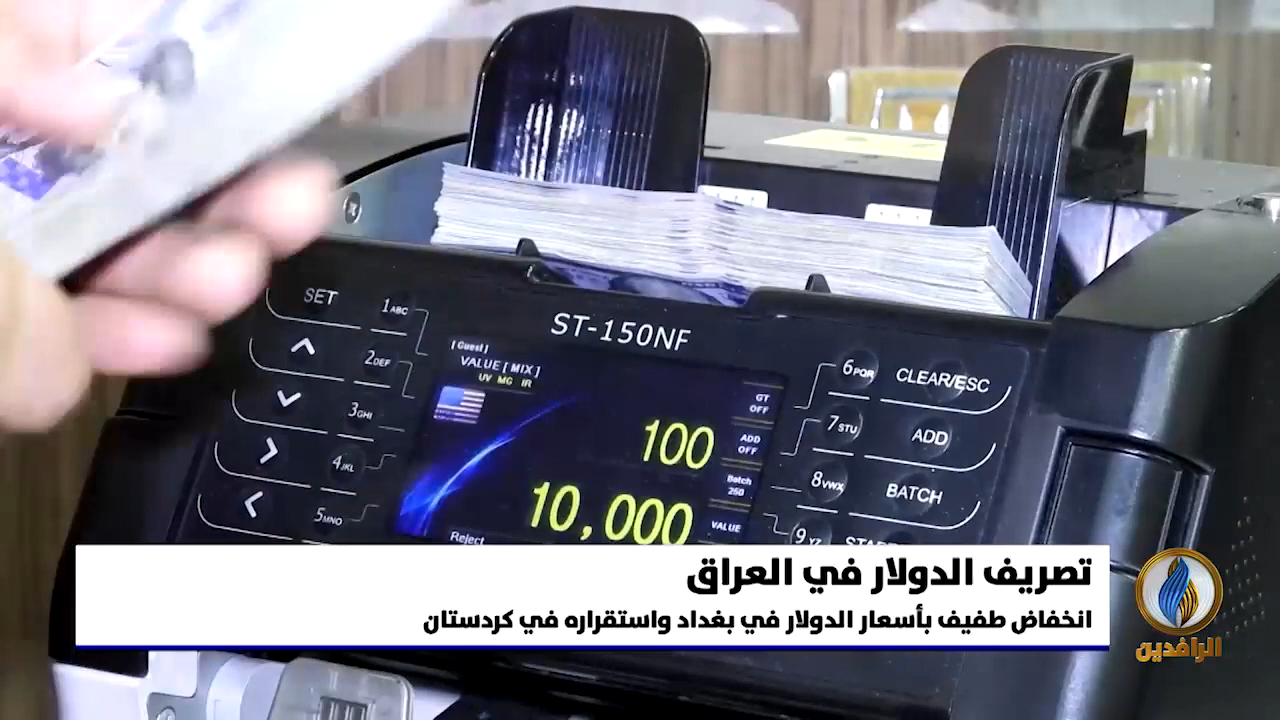 ST-150NF
SET
1ABC
2DEF
3GHI
4JKL
5MNO
[ Guest ]
VALUE [ MIX ]
UV MG IR
100
10,000
Reject
GT
OFF
ADD
OFF
Batch
250
VALUE
6PQR
CLEAR/ESC
7STU
ADD
8VWX
BATCH
9YZ
تصريف الدولار في العراق
انخفاض طفيف بأسعار الدولار في بغداد واستقراره في كردستان
الرافدين